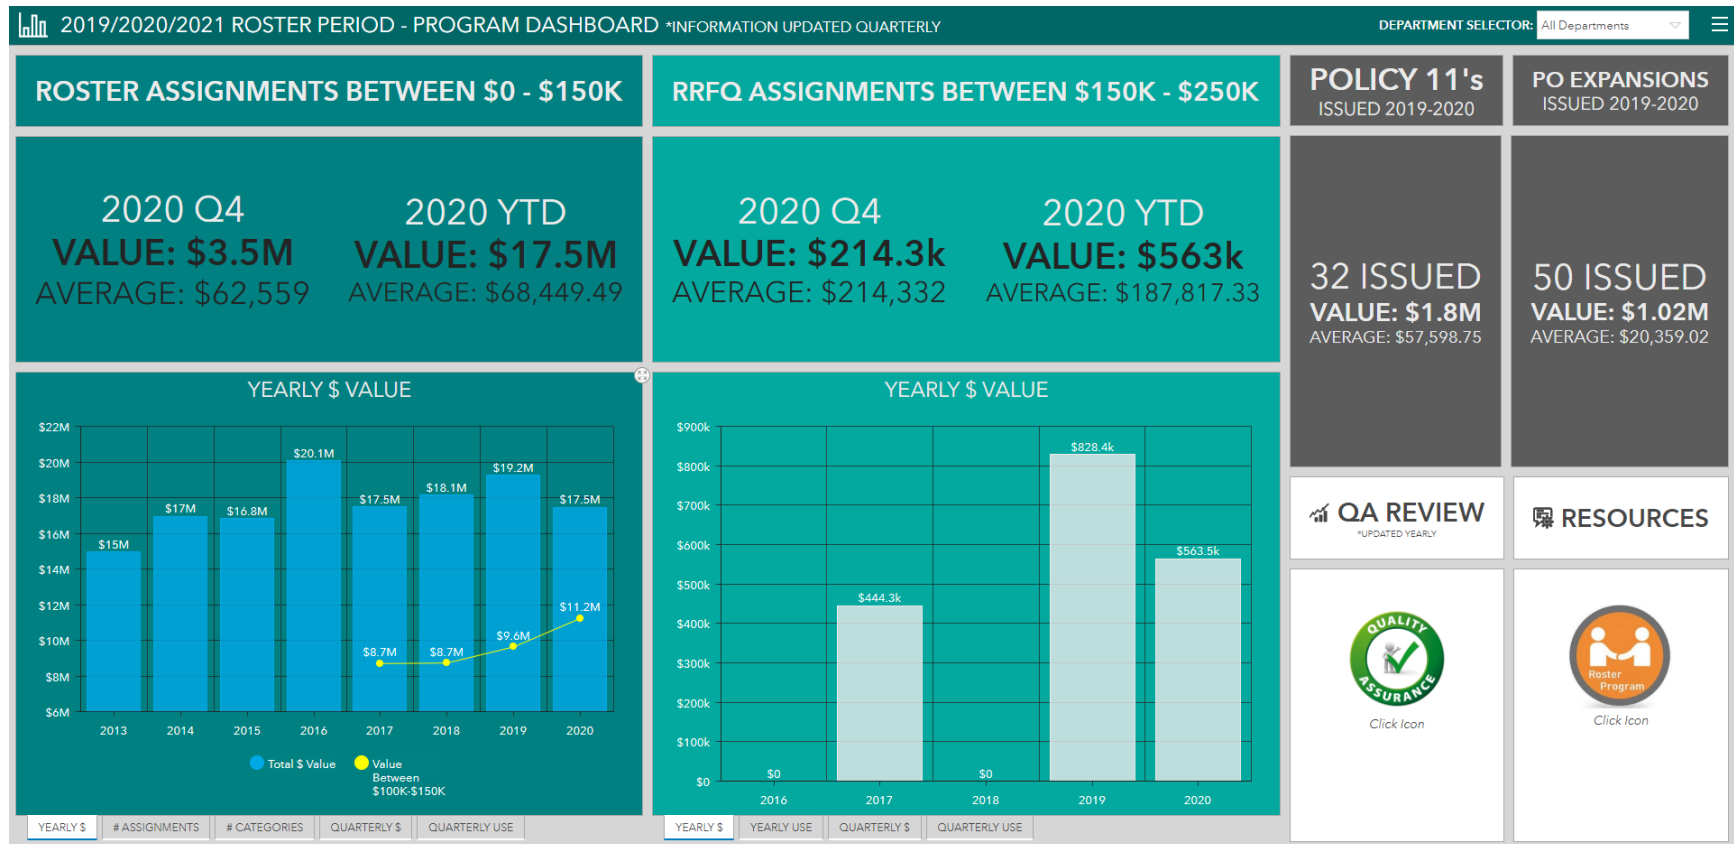 2019/2020/2021 ROSTER PERIOD - PROGRAM DASHBOARD *INFORMATION UPDATED QUARTERLY
DEPARTMENT SELECTOR: All Departments
ROSTER ASSIGNMENTS BETWEEN $0 - $150K
2020 Q4
VALUE: $3.5M
AVERAGE: $62,559
2020 YTD
VALUE: $17.5M
AVERAGE: $68,449.49
YEARLY $ VALUE
$22M
$20M
$18M
$16M
$14M
$12M
$10M
$8M
$6M
$15M
$17M
$16.8M
$20.1M
$17.5M
$18.1M
$19.2M
$17.5M
$8.7M
$8.7M
$9.6M
$11.2M
2013 2014 2015 2016 2017 2018 2019 2020
Total $ Value
Value
Between
$100K-$150K
YEARLY $ # ASSIGNMENTS # CATEGORIES QUARTERLY $ QUARTERLY USE
RRFQ ASSIGNMENTS BETWEEN $150K - $250K
2020 Q4
VALUE: $214.3k
AVERAGE: $214,332
2020 YTD
VALUE: $563k
AVERAGE: $187,817.33
YEARLY $ VALUE
$900k
$800k
$700k
$600k
$500k
$400k
$300k
$200k
$100k
$0
$0
$444.3k
$0
$828.4k
$563.5k
2016 2017 2018 2019 2020
YEARLY $ YEARLY USE QUARTERLY $ QUARTERLY USE
POLICY 11's
ISSUED 2019-2020
32 ISSUED
VALUE: $1.8M
AVERAGE: $57,598.75
PO EXPANSIONS
ISSUED 2019-2020
50 ISSUED
VALUE: $1.02M
AVERAGE: $20,359.02
QA REVIEW
*UPDATED YEARLY
QUALITY
ASSURANCE
Click Icon
RESOURCES
Roster
Program
Click Icon